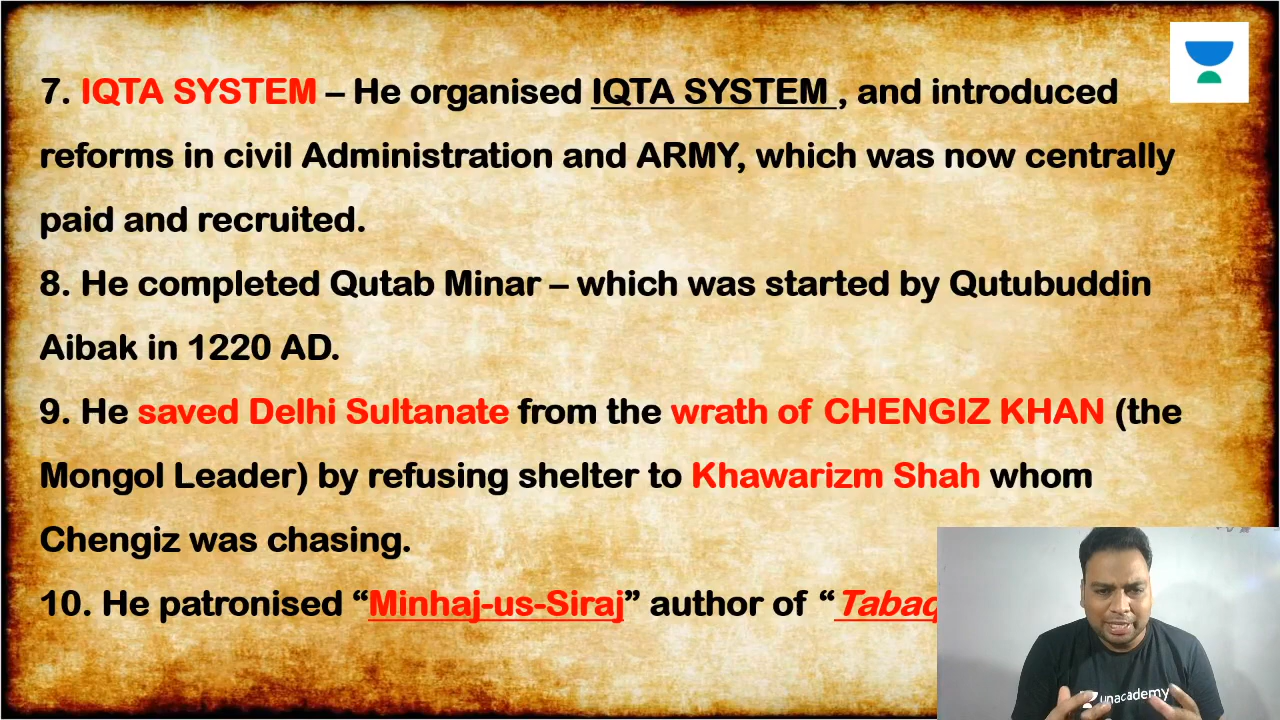 7. IQTA SYSTEM – He organised IQTA SYSTEM , and introduced
reforms in civil Administration and ARMY, which was now centrally
paid and recruited.
8. He completed Qutab Minar – which was started by Qutubuddin
Aibak in 1220 AD.
9. He saved Delhi Sultanate from the wrath of CHENGIZ KHAN (the
Mongol Leader) by refusing shelter to Khawarizm Shah whom
Chengiz was chasing.
10. He patronised “Minhaj-us-Siraj” author of “
unacademy